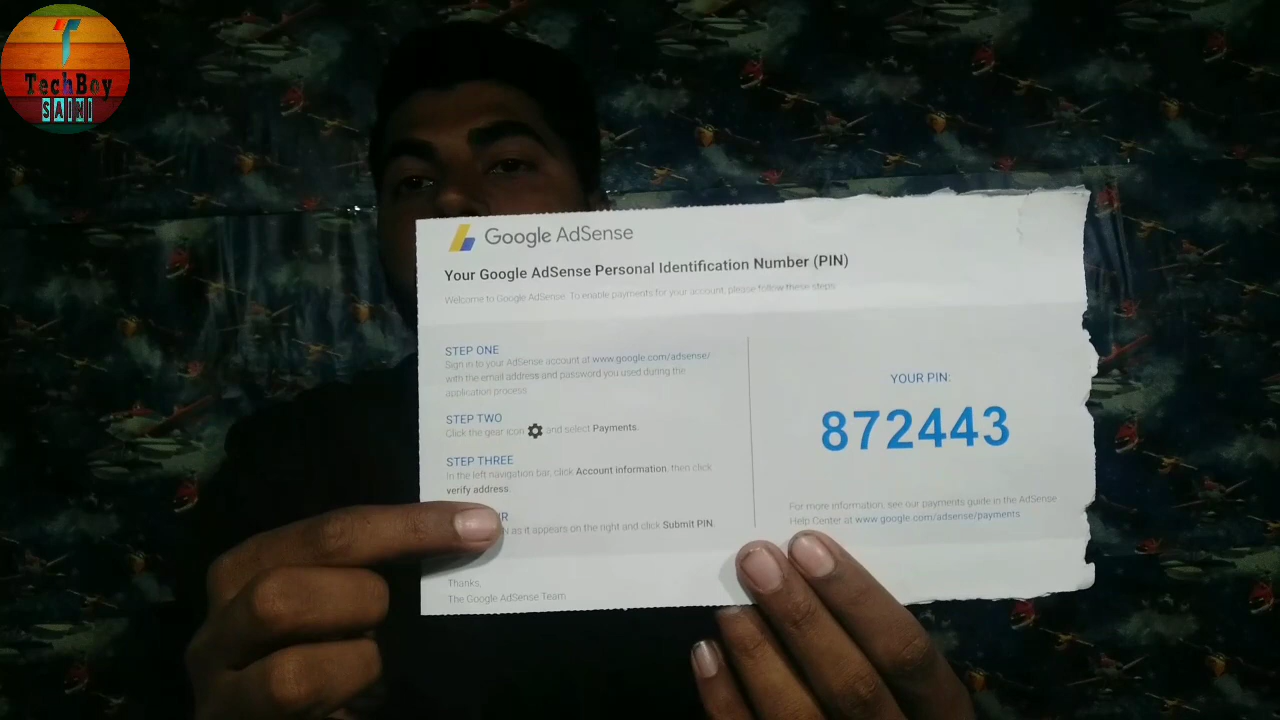 TechBoy
SAINI
Google AdSense
Your Google AdSense Personal Identification Number (PIN)
Welcome to Google AdSense. To enable payments for your account, please follow these steps
STEP ONE
Sign in to your AdSense account at www.google.com/adsense/
with the email address and password you used during the
application process.
STEP TWO
Click the gear icon and select Payments.
STEP THREE
In the left navigation bar, click Account information, then click
verify address.
UR
N as it appears on the right and click Submit PIN.
Thanks,
The Google AdSense Team
YOUR PIN:
872443
For more information, see our payments guide in the AdSense
Help Center at www.google.com/adsense/payments